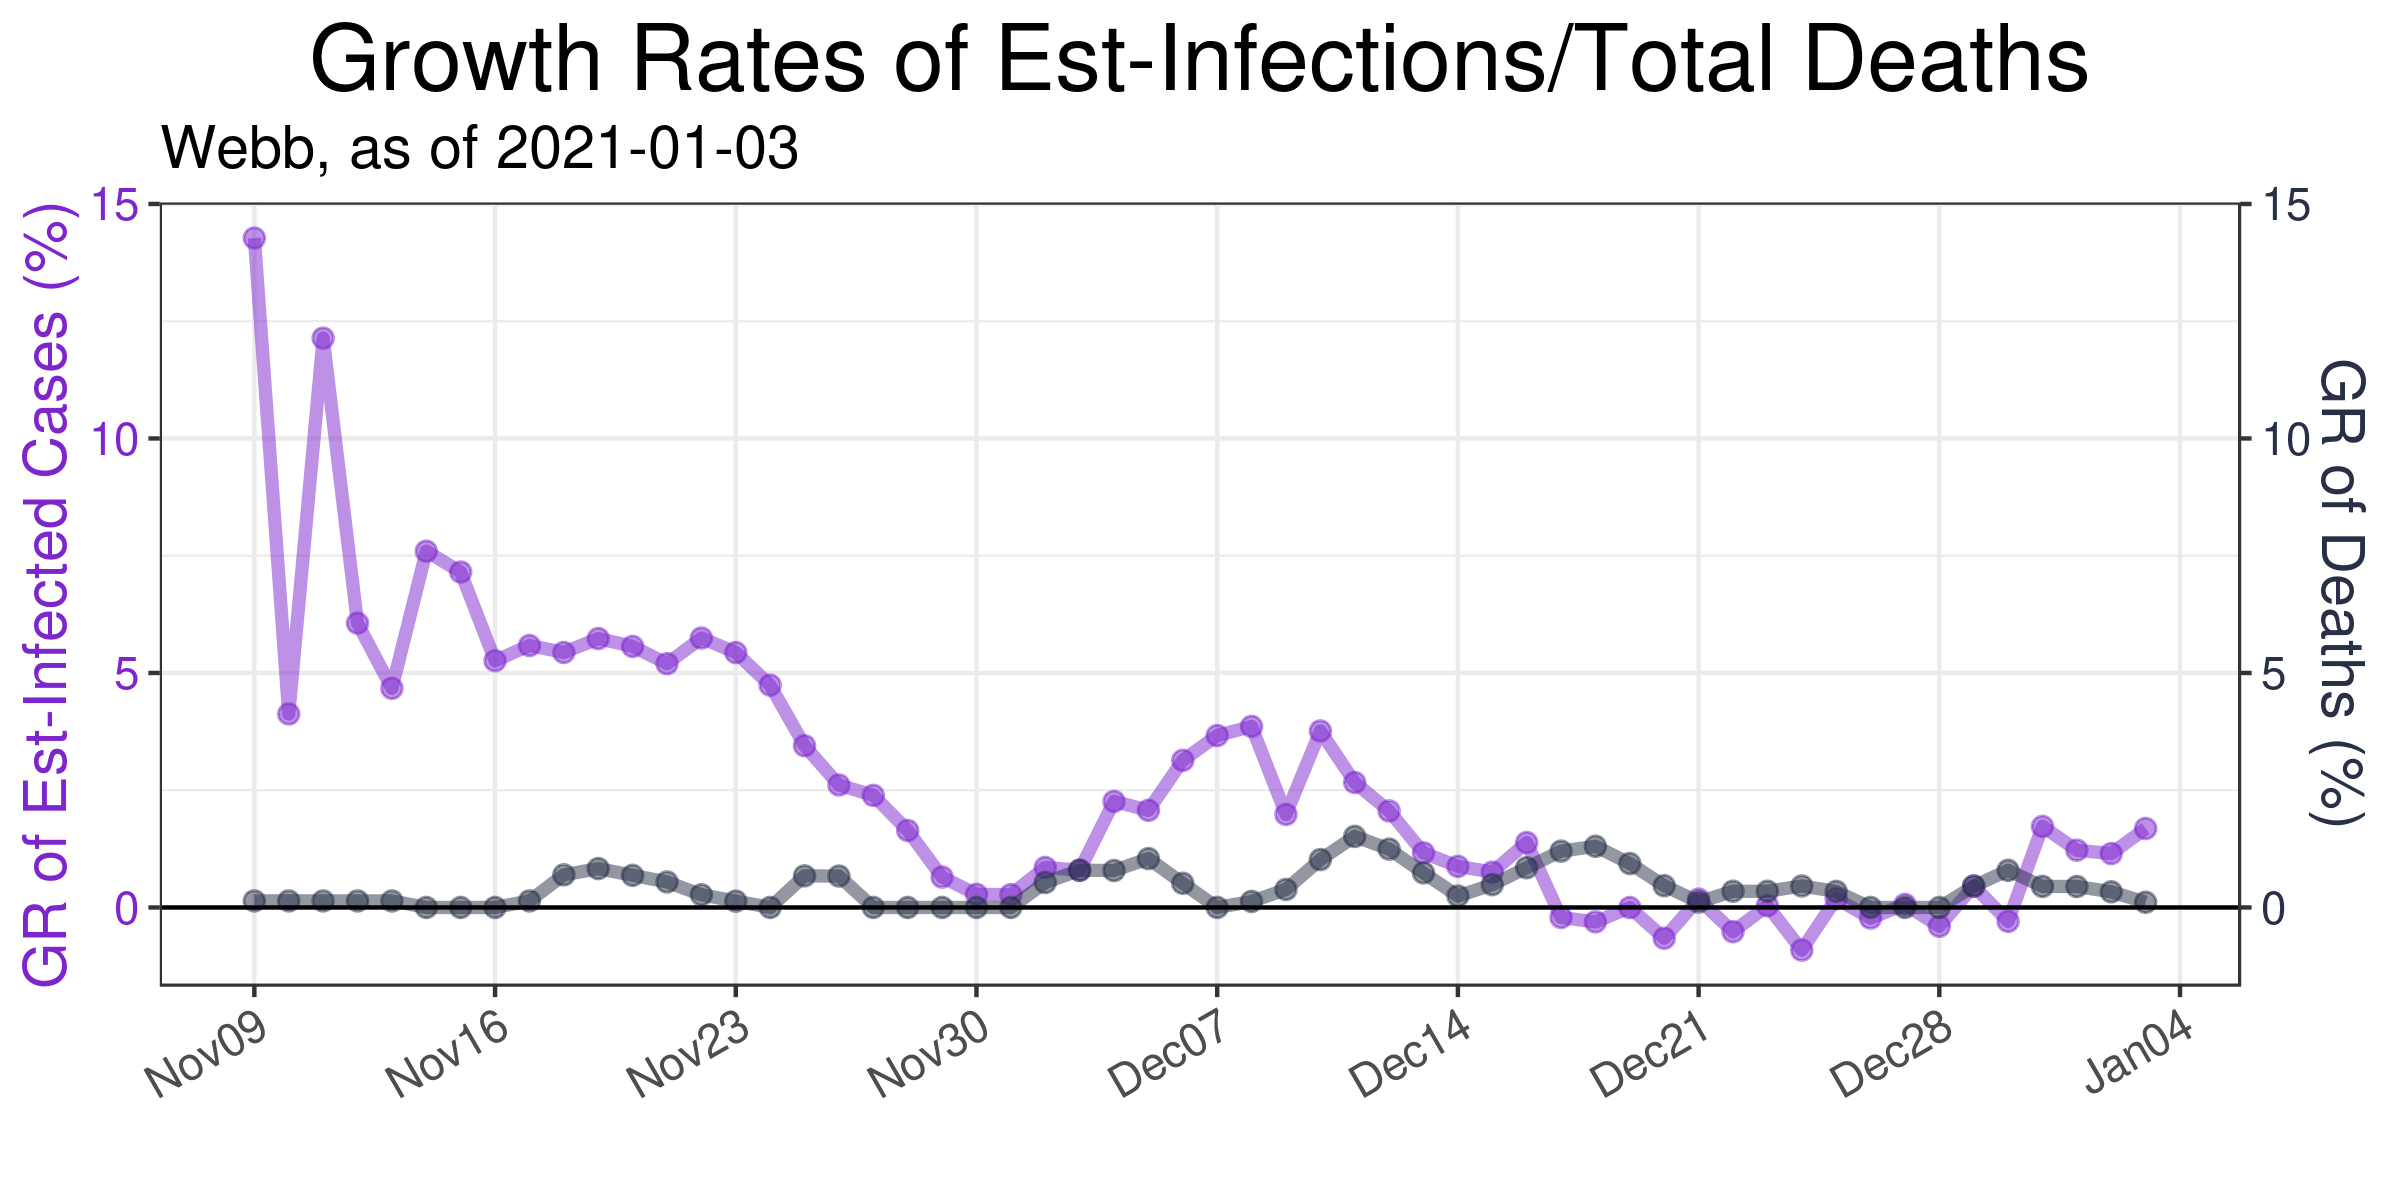 Growth Rates of Est-Infections/Total Deaths
Webb, as of 2021-01-03
GR of Est-Infected Cases (%)
15
10
5
0
15
10
5
0
GR of Deaths (%)
Nov09
Nov16
Nov23
Nov30
Dec07
Dec14
Dec21
Dec28
Jan04